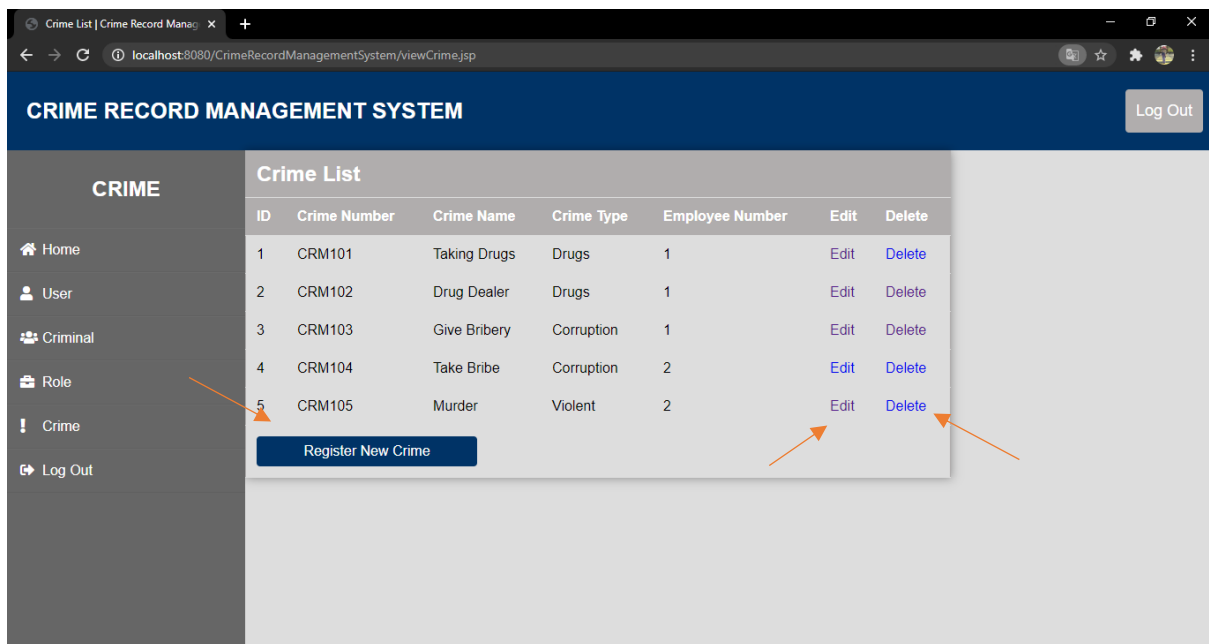 Crime List | Crime Record Manag
localhost:8080/CrimeRecordManagementSystem/viewCrime.jsp
CRIME RECORD MANAGEMENT SYSTEM
Log Out
CRIME
Home
User
Criminal
Role
Crime
Log Out
Crime List
ID Crime Number Crime Name Crime Type Employee Number Edit Delete
1 CRM101 Taking Drugs Drugs 1 Edit Delete
2 CRM102 Drug Dealer Drugs 1 Edit Delete
3 CRM103 Give Bribery Corruption 1 Edit Delete
4 CRM104 Take Bribe Corruption 2 Edit Delete
5 CRM105 Murder Violent 2 Edit Delete
Register New Crime